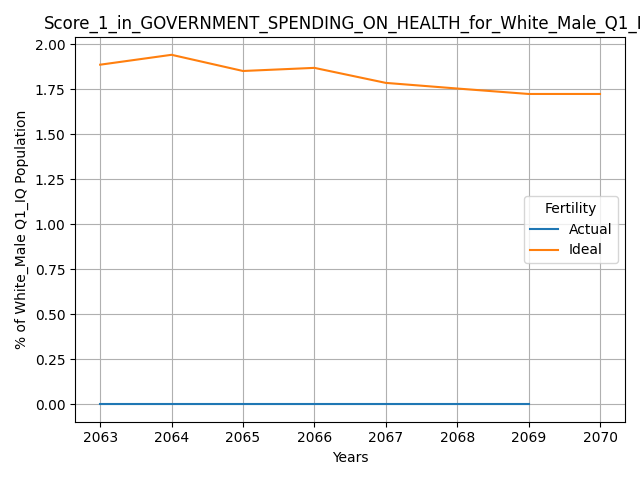 Score_1_in_GOVERNMENT_SPENDING_ON_HEALTH_for_White_Male_Q1_I
2.00
1.75
1.50
1.25
1.00
0.75
0.50
0.25
0.00
% of White_Male Q1_IQ Population
Fertility
Actual
Ideal
2063 2064 2065 2066 2067 2068 2069 2070
Years